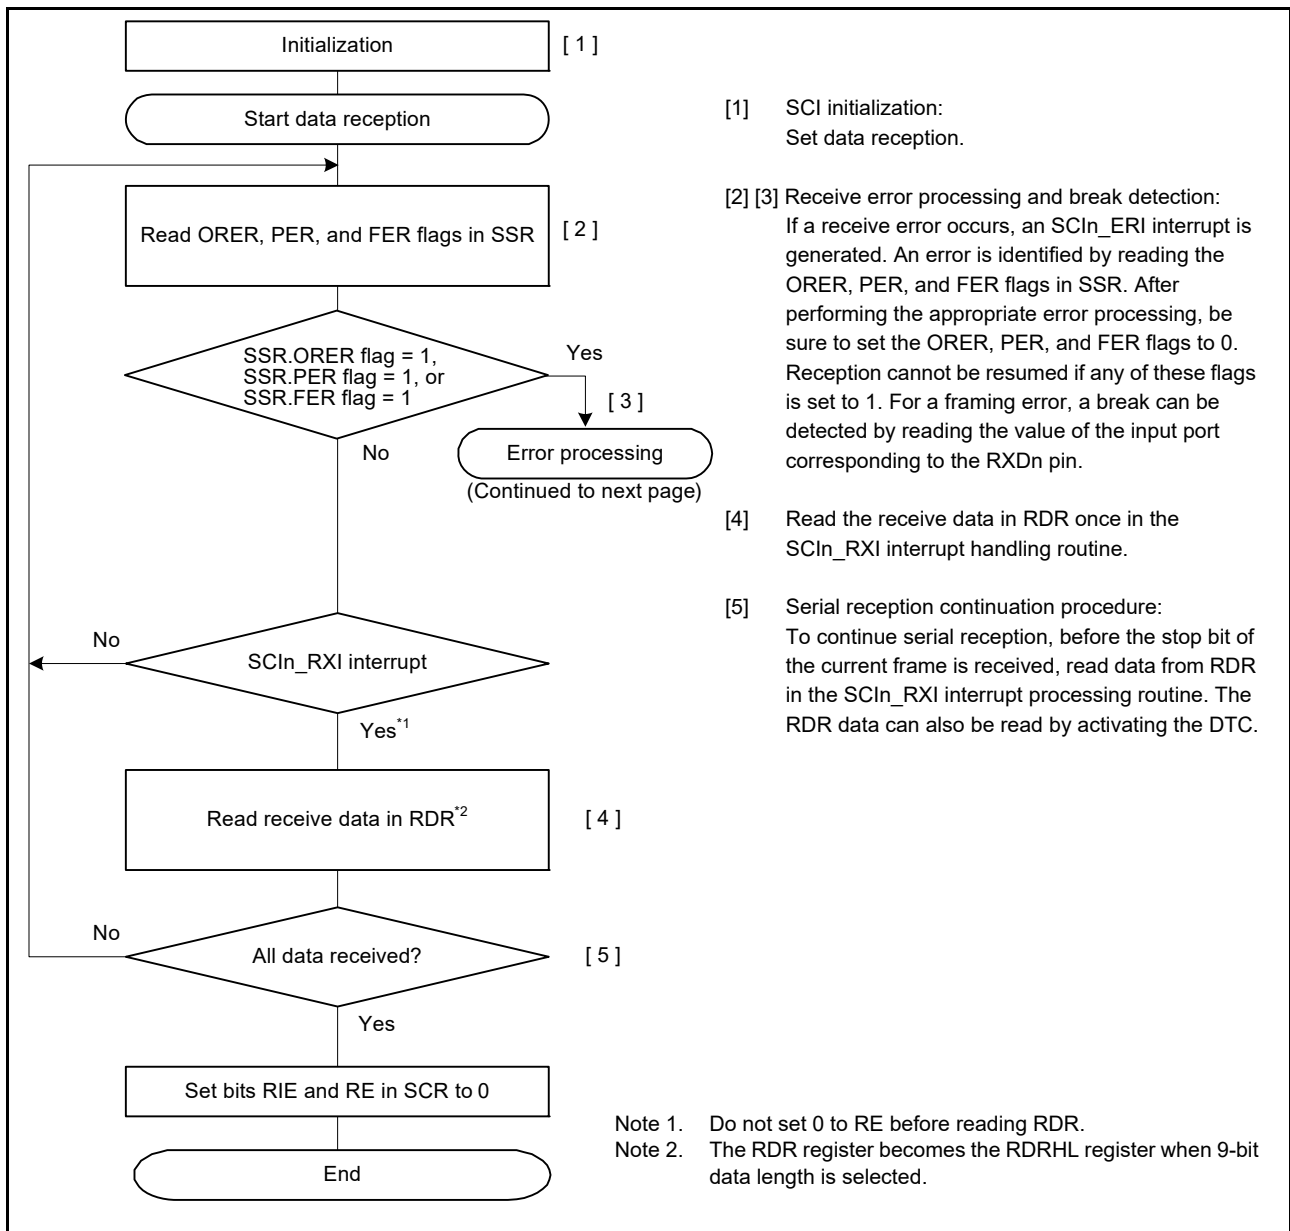 Initialization
[ 1 ]
Start data reception
Read ORER, PER, and FER flags in SSR
[ 2 ]
SSR.ORER flag = 1,
SSR.PER flag = 1, or
SSR.FER flag = 1
Yes
[ 3 ]
No
Error processing
(Continued to next page)
No
SCIn_RXI interrupt
Yes*1
Read receive data in RDR*2
[ 4 ]
No
All data received?
[ 5 ]
Yes
Set bits RIE and RE in SCR to 0
End
[1] SCI initialization:
Set data reception.
[2] [3] Receive error processing and break detection:
If a receive error occurs, an SCIn_ERI interrupt is
generated. An error is identified by reading the
ORER, PER, and FER flags in SSR. After
performing the appropriate error processing, be
sure to set the ORER, PER, and FER flags to 0.
Reception cannot be resumed if any of these flags
is set to 1. For a framing error, a break can be
detected by reading the value of the input port
corresponding to the RXDn pin.
[4] Read the receive data in RDR once in the
SCIn_RXI interrupt handling routine.
[5] Serial reception continuation procedure:
To continue serial reception, before the stop bit of
the current frame is received, read data from RDR
in the SCIn_RXI interrupt processing routine. The
RDR data can also be read by activating the DTC.
Note 1. Do not set 0 to RE before reading RDR.
Note 2. The RDR register becomes the RDRHL register when 9-bit
data length is selected.